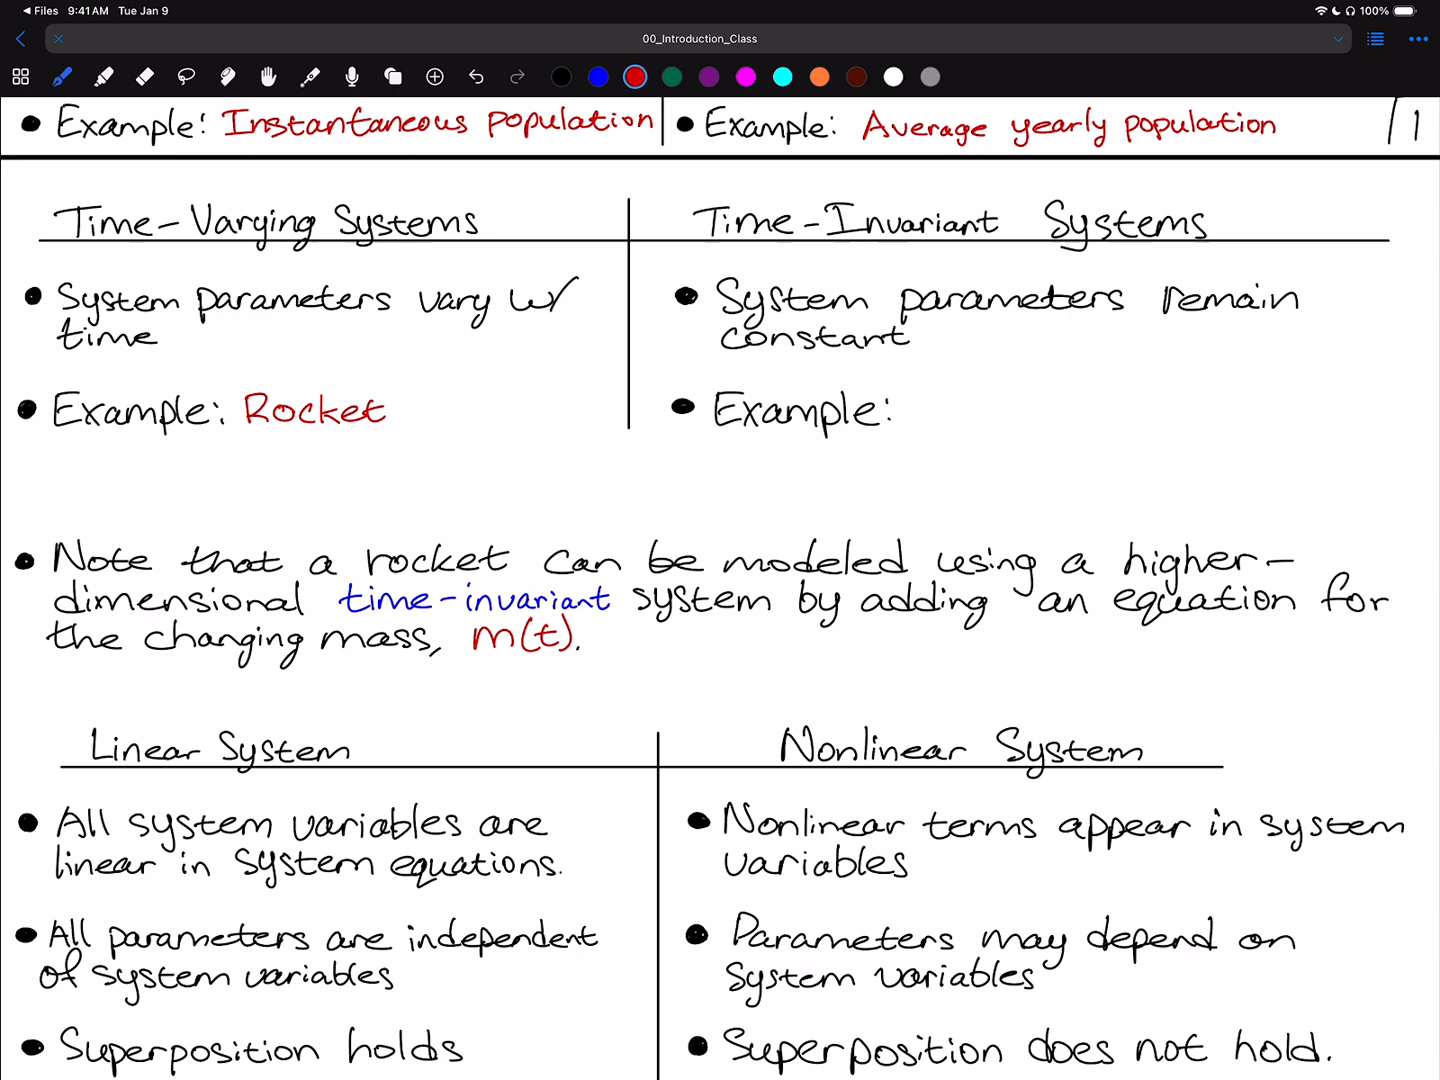 Files 9:41 AM Tue Jan 9 100%
00_Introduction_Class
• Example: Instantaneous population
• Example: Average yearly population
/1
Time-Varying Systems
• System parameters vary w/
time
• Example: Rocket
Time-Invariant Systems
• System parameters remain
constant
• Example:
• Note that a rocket can be modeled using a higher-
dimensional time-invariant system by adding an equation for
the changing mass, m(t).
Linear System
• All system variables are
linear in system equations.
• All parameters are independent
of system variables
• Superposition holds
Nonlinear System
• Nonlinear terms appear in system
variables
• Parameters may depend on
system variables
• Superposition does not hold.